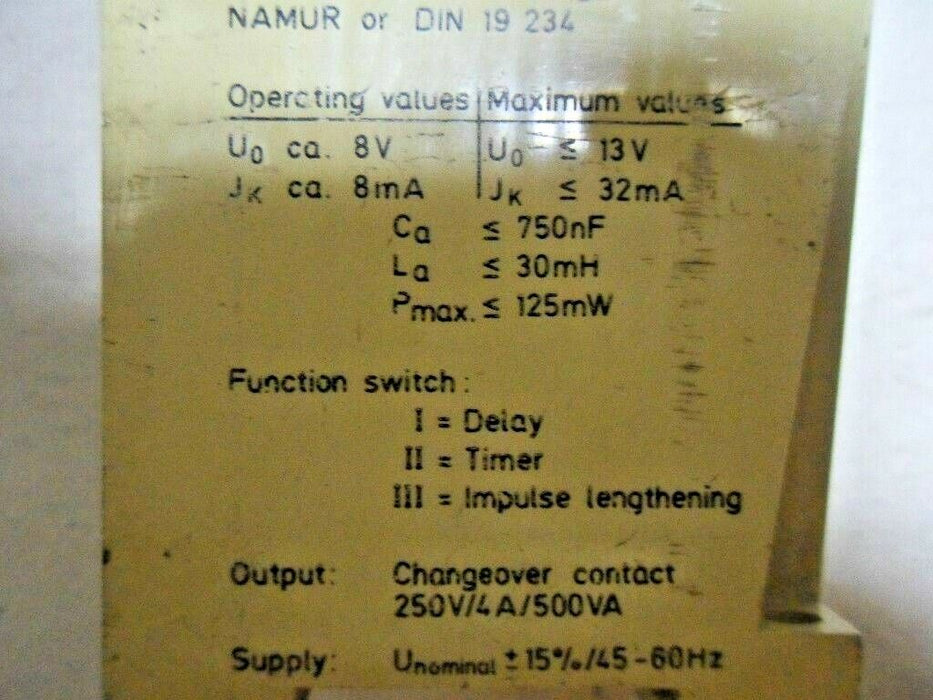 NAMUR or DIN 19 234
Operating values | Maximum values
U₀ ca. 8V | U₀ ≤ 13V
Jₖ ca. 8mA | Jₖ ≤ 32mA
Ca ≤ 750nF
La ≤ 30mH
Pmax. ≤ 125mW
Function switch:
I = Delay
II = Timer
III = Impulse lengthening
Output: Changeover contact
250V/4A/500VA
Supply: Unominal ±15%/45-60Hz